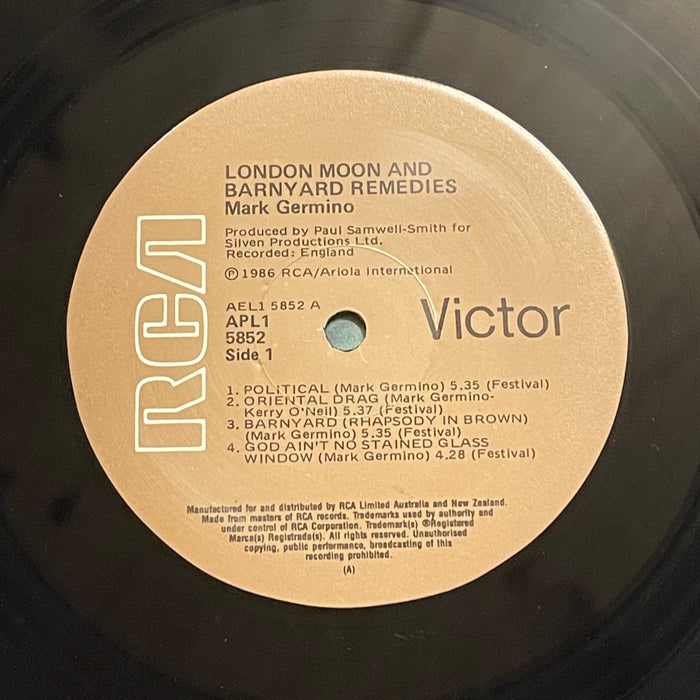 LONDON MOON AND
BARNYARD REMEDIES
Mark Germino
Produced by Paul Samwell-Smith for
Silven Productions Ltd.
Recorded: England
Ⓟ 1986 RCA/Ariola International
RCA
Victor
AEL1 5852 A
APL1
5852
Side 1
1. POLITICAL (Mark Germino) 5.35 (Festival)
2. ORIENTAL DRAG (Mark Germino-
Kerry O'Neil) 5.37 (Festival)
3. BARNYARD (RHAPSODY IN BROWN)
(Mark Germino) 5.35 (Festival)
4. GOD AIN'T NO STAINED GLASS
WINDOW (Mark Germino) 4.28 (Festival)
Manufactured for and distributed by RCA Limited Australia and New Zealand.
Made from masters of RCA records. Trademarks used by authority and
under control of RCA Corporation. Trademark(s) ®Registered
Marca(s) Registrada(s). All rights reserved. Unauthorised
copying, public performance, broadcasting of this
recording prohibited.
(A)